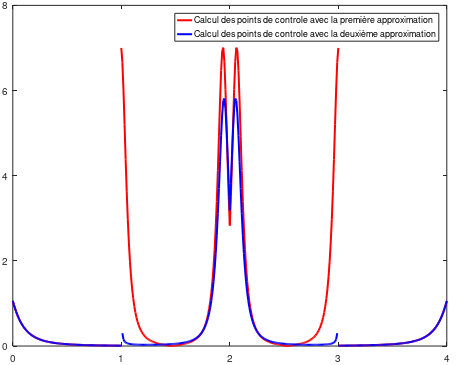 Calcul des points de controle avec la première approximation
Calcul des points de controle avec la deuxième approximation
8
6
4
2
0
0 1 2 3 4